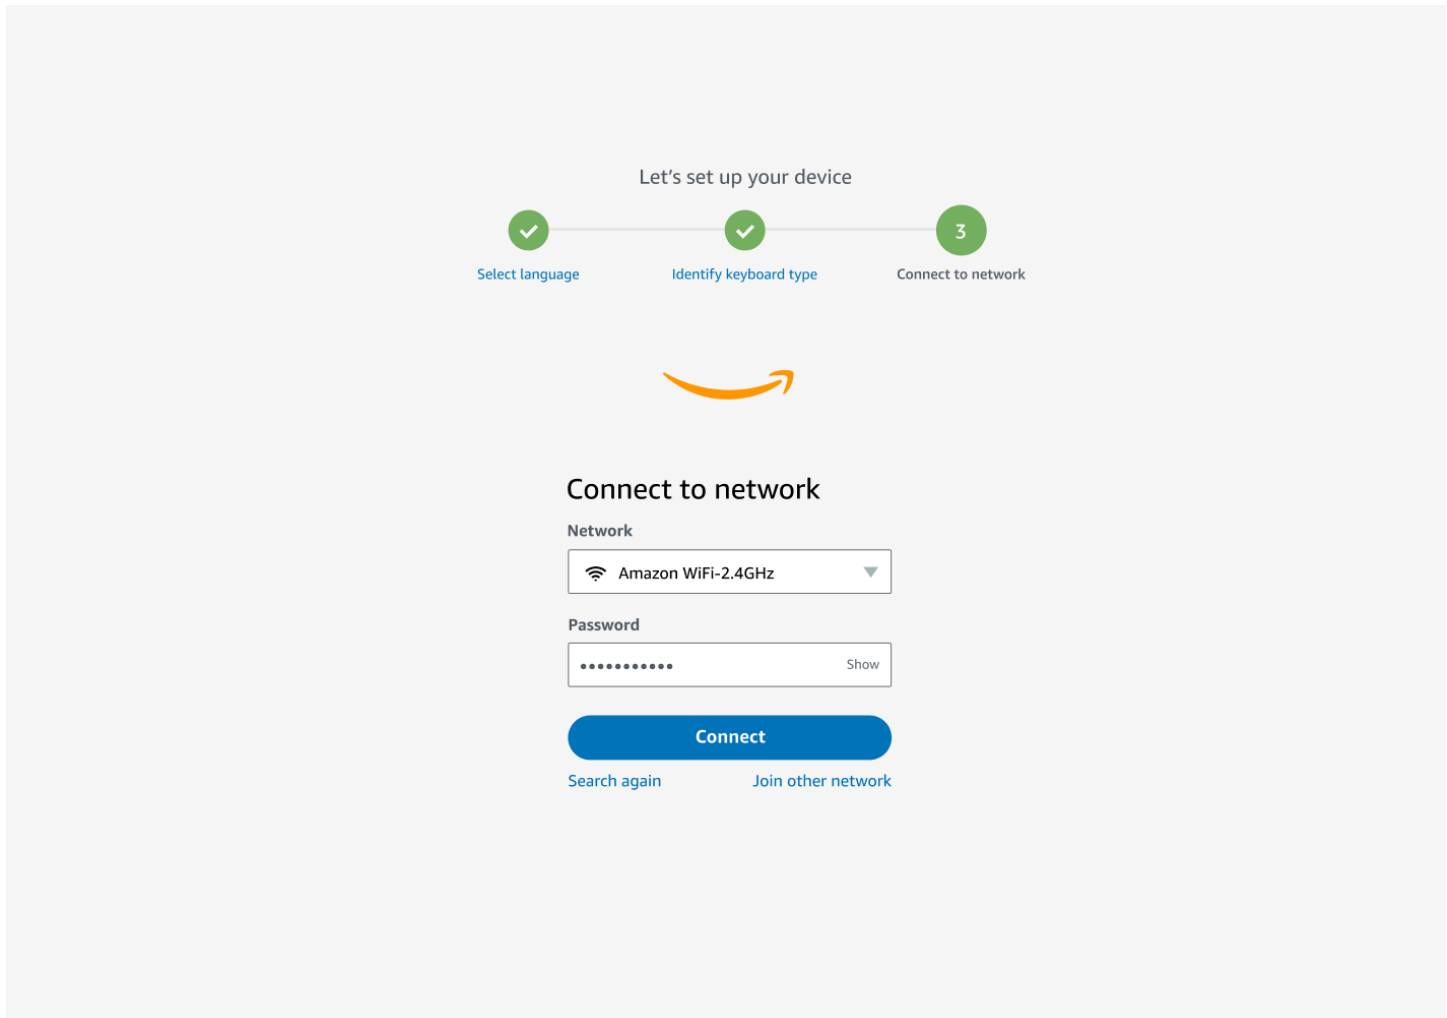 Let’s set up your device
3
Select language
Identify keyboard type
Connect to network
Connect to network
Network
Amazon WiFi-2.4GHz
Password
•••••••••••
Show
Connect
Search again
Join other network